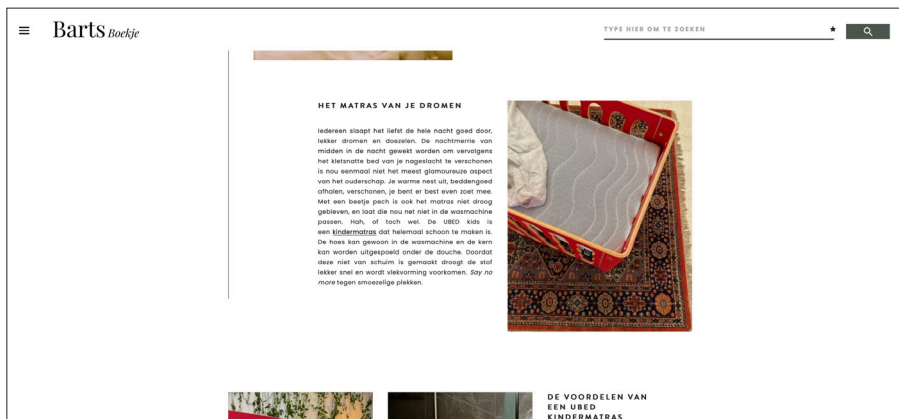 Barts Boekje
TYPE HIER OM TE ZOEKEN
HET MATRAS VAN JE DROMEN
Iedereen slaapt het liefst de hele nacht goed door,
lekker dromen en doezelen. De nachtmerrie van
midden in de nacht gewekt worden om vervolgens
het kletsnatte bed van je nageslacht te verschonen
is nou eenmaal niet het meest glamoureuze aspect
van het ouderschap. Je warme nest uit, beddengoed
afhalen, verschonen, je bent er best even zoet mee.
Met een beetje pech is ook het matras niet droog
gebleven, en laat die nou net niet in de wasmachine
passen. Hah, of toch wel. De UBED kids is
een kindermatras dat helemaal schoon te maken is.
De hoes kan gewoon in de wasmachine en de kern
kan worden uitgespoeld onder de douche. Doordat
deze niet van schuim is gemaakt droogt de stof
lekker snel en wordt vlekvorming voorkomen. Say no
more tegen smoezelige plekken.
DE VOORDELEN VAN
EEN UBED
KINDERMATRAS